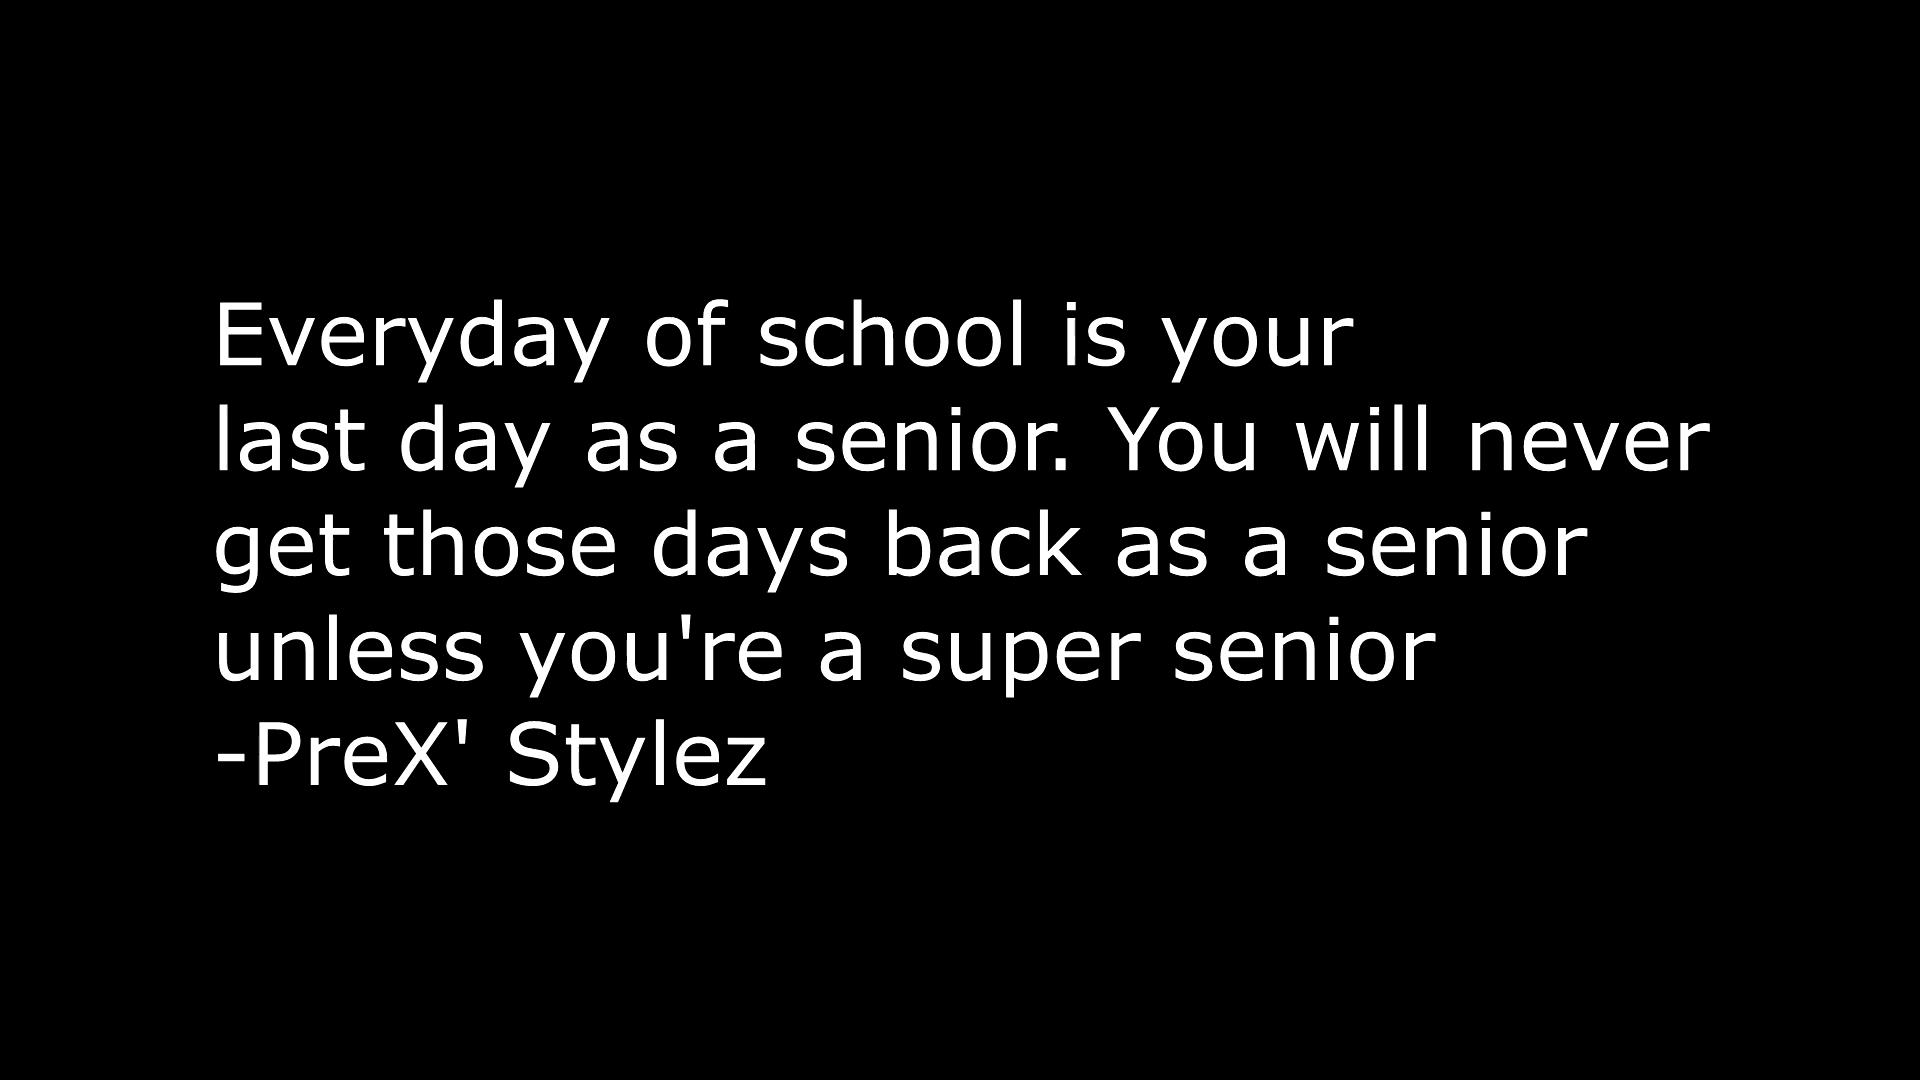 Everyday of school is your
last day as a senior. You will never
get those days back as a senior
unless you're a super senior
-PreX' Stylez